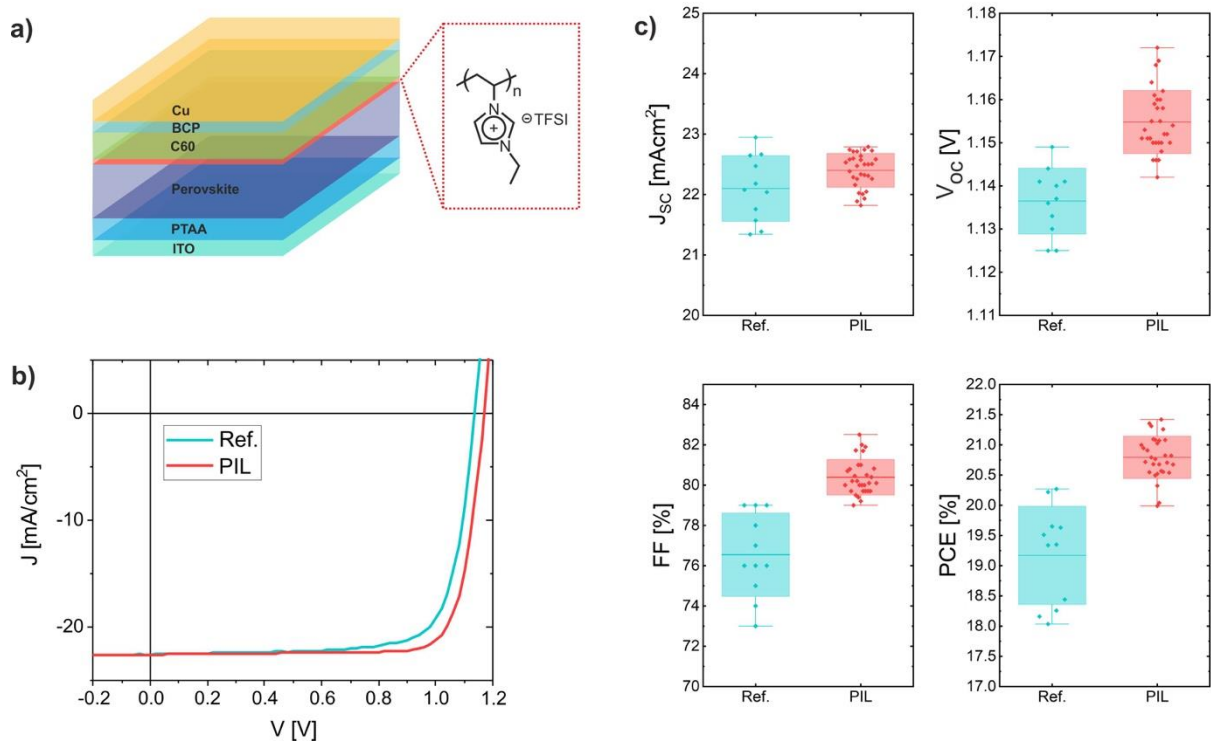 a)
Cu
BCP
C60
Perovskite
PTAA
ITO
n
N
+
N
⊖TFSI
b)
J [mA/cm²]
0
-10
-20
Ref.
PIL
-0.2 0.0 0.2 0.4 0.6 0.8 1.0 1.2
V [V]
c)
J_SC [mAcm²]
25
24
23
22
21
20
Ref. PIL
V_OC [V]
1.18
1.17
1.16
1.15
1.14
1.13
1.12
1.11
Ref. PIL
FF [%]
84
82
80
78
76
74
72
70
Ref. PIL
PCE [%]
22.0
21.5
21.0
20.5
20.0
19.5
19.0
18.5
18.0
17.5
17.0
Ref. PIL